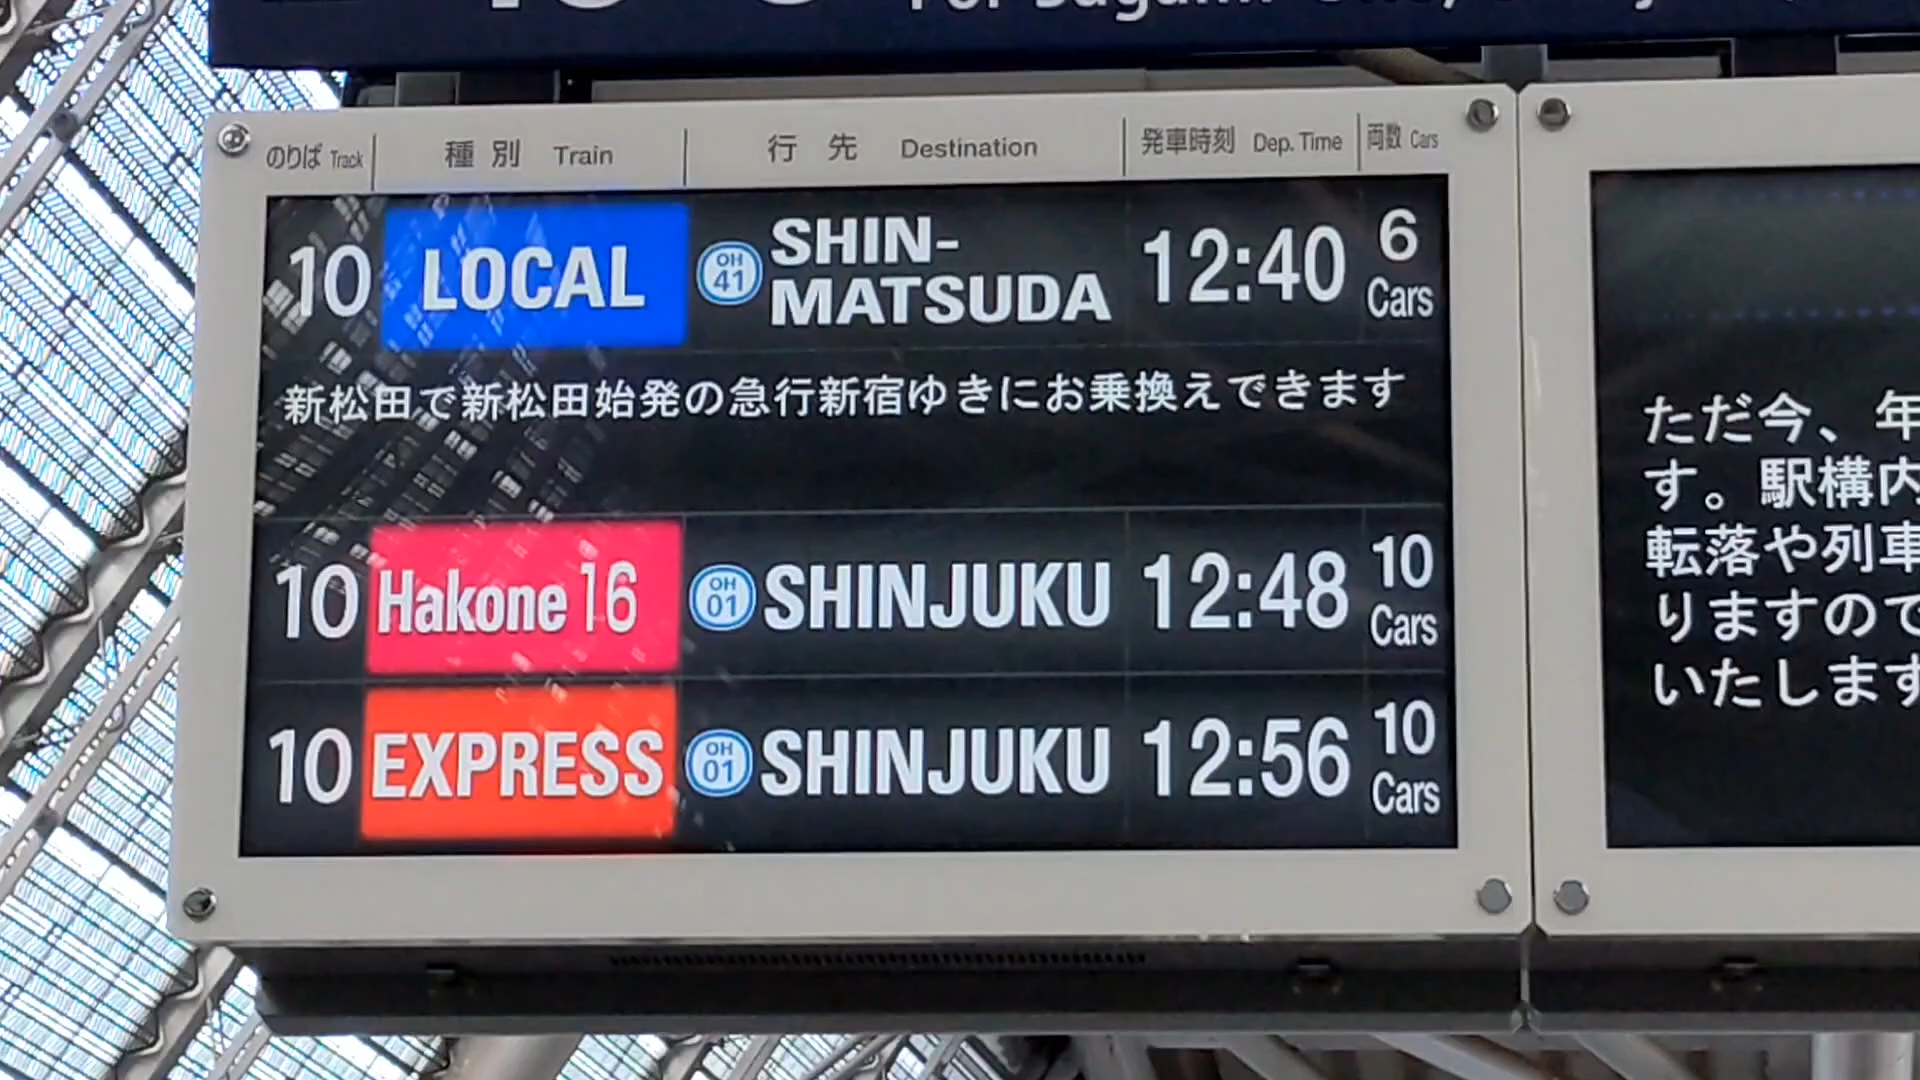 For Sagami-Ono,
のりば Track 種別 Train 行先 Destination 発車時刻 Dep. Time 両数 Cars
10 LOCAL OH 41 SHIN-MATSUDA 12:40 6 Cars
新松田で新松田始発の急行新宿ゆきにお乗換えできます
10 Hakone 16 OH 01 SHINJUKU 12:48 10 Cars
10 EXPRESS OH 01 SHINJUKU 12:56 10 Cars
ただ今、年
す。駅構内
転落や列車
りますので
いたします